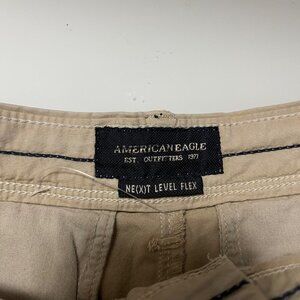 AMERICAN EAGLE
EST. OUTFITTERS 1977
NE(X)T LEVEL FLEX